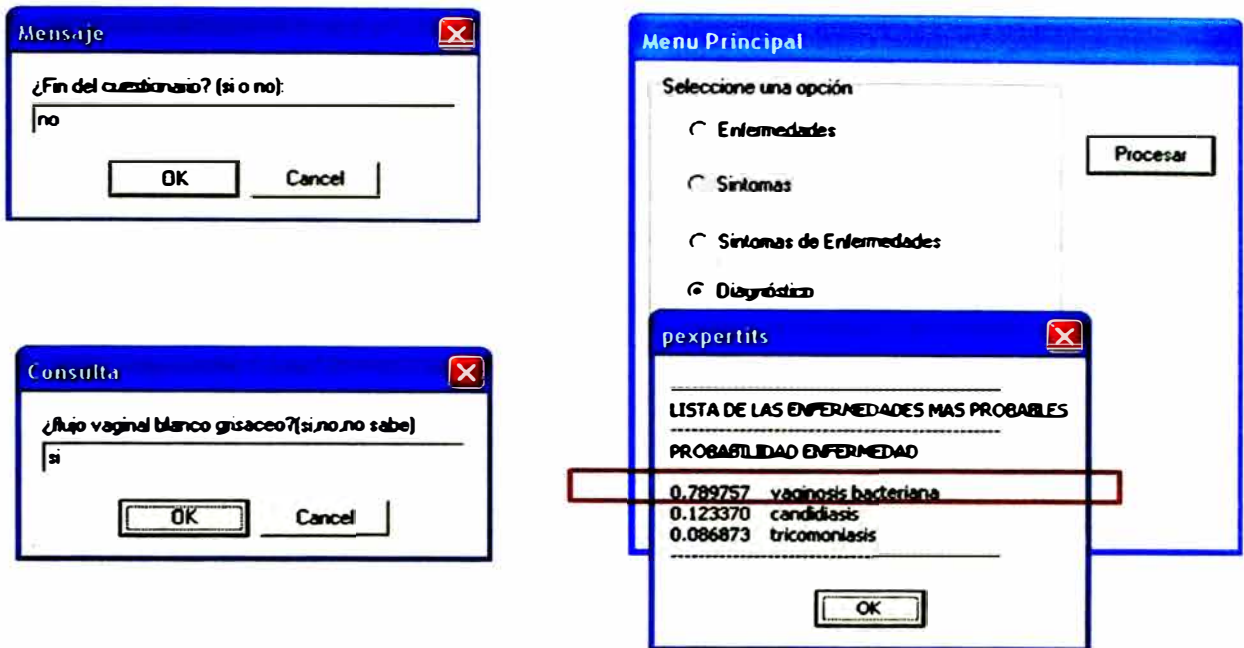 Mensaje
¿Fin del cuestionario? (si o no):
no
OK Cancel
Consulta
¿flujo vaginal blanco grisaceo?(si,no,no sabe)
si
OK Cancel
Menu Principal
Seleccione una opción
Enfermedades
Procesar
Sintomas
Sintomas de Enfermedades
Diagnóstico
pexpertits
LISTA DE LAS ENFERMEDADES MAS PROBABLES
PROBABILIDAD ENFERMEDAD
0.789757 vaginosis bacteriana
0.123370 candidiasis
0.086873 tricomoniasis
OK